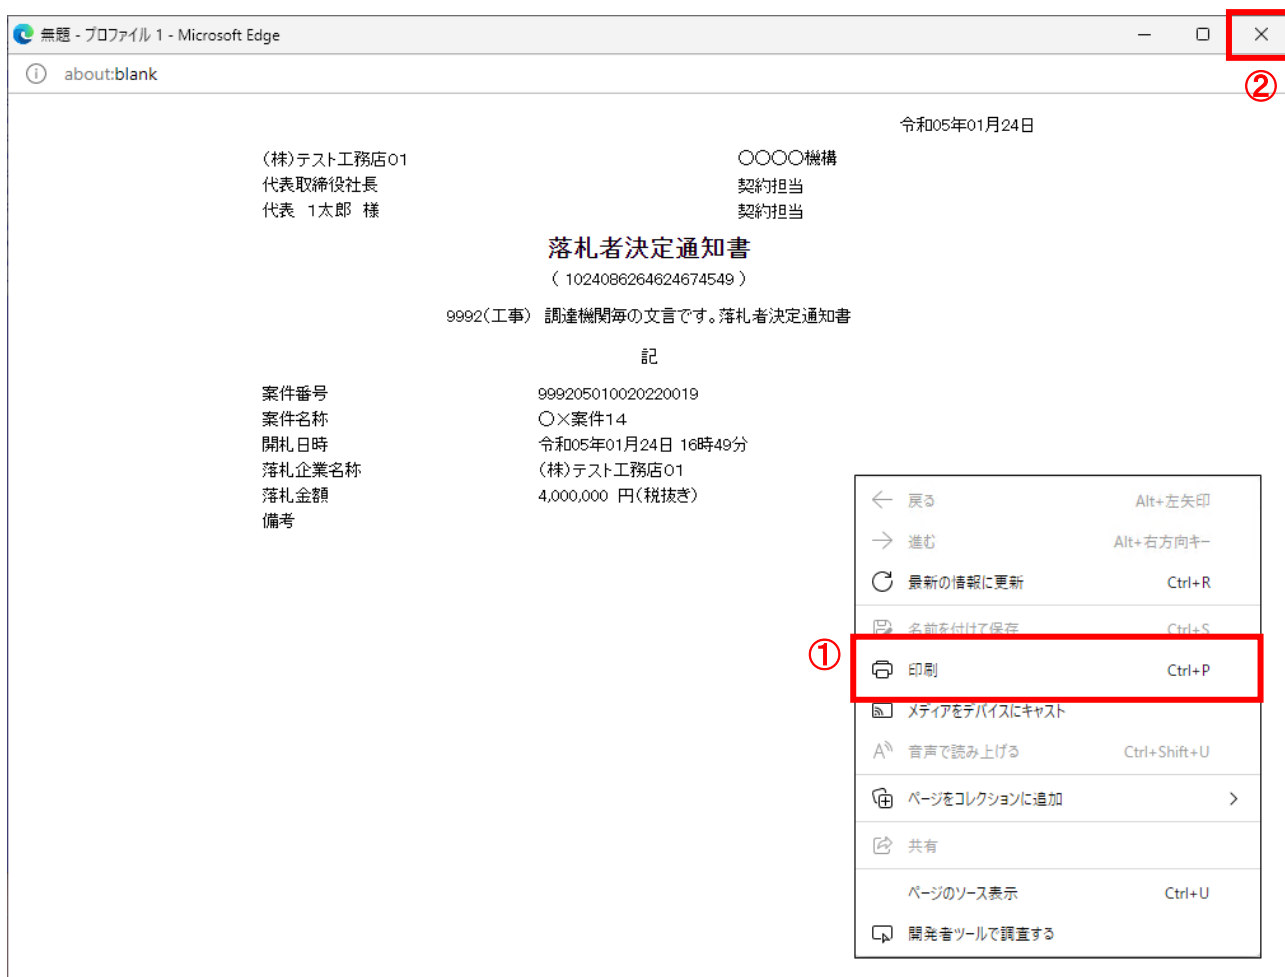 無題 - プロファイル 1 - Microsoft Edge
②
about:blank
令和05年01月24日
(株)テスト工務店01
〇〇〇〇機構
代表取締役社長
契約担当
代表 1太郎 様
契約担当
落札者決定通知書
( 1024086264624674549 )
9992(工事) 調達機関毎の文言です。落札者決定通知書
記
案件番号 999205010020220019
案件名称 〇×案件14
開札日時 令和05年01月24日 16時49分
落札企業名称 (株)テスト工務店01
落札金額 4,000,000 円(税抜き)
備考
戻る Alt+左矢印
進む Alt+右方向キー
最新の情報に更新 Ctrl+R
名前を付けて保存 Ctrl+S
①
印刷 Ctrl+P
メディアをデバイスにキャスト
音声で読み上げる Ctrl+Shift+U
ページをコレクションに追加
共有
ページのソース表示 Ctrl+U
開発者ツールで調査する